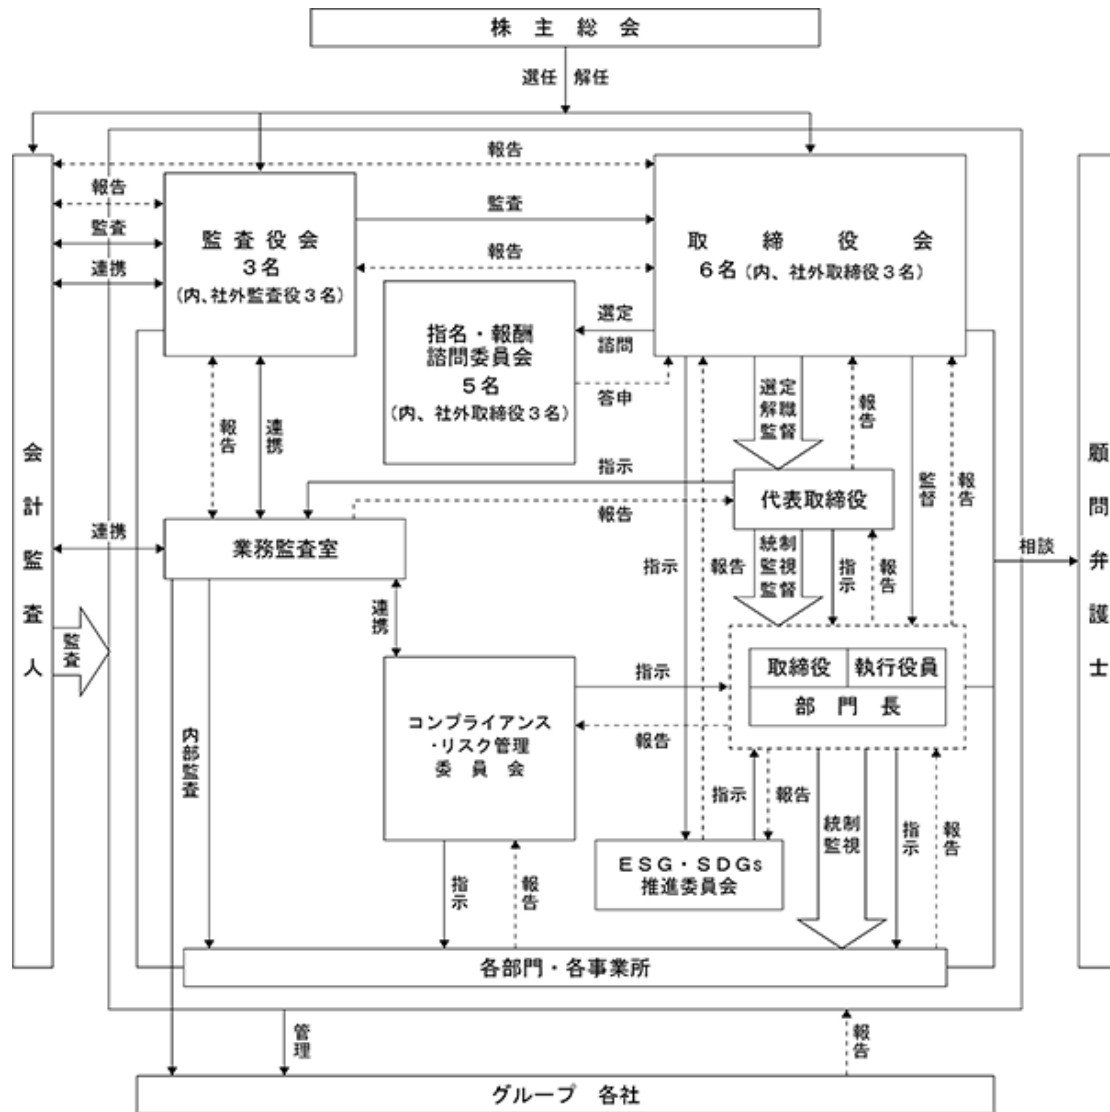 株主総会
選任 解任
報告
報告
監査
連携
監査役会
3名
(内、社外監査役3名)
監査
報告
取締役会
6名(内、社外取締役3名)
指名・報酬
諮問委員会
5名
(内、社外取締役3名)
選定
諮問
答申
選定
解職
監督
報告
報告
連携
指示
報告
代表取締役
監督
報告
会計監査人
顧問弁護士
連携
業務監査室
指示
報告
統制
監視
監督
指示
報告
相談
監査
連携
取締役 執行役員
部門長
指示
報告
コンプライアンス
・リスク管理
委員会
内部監査
指示
報告
統制
監視
指示
報告
ESG・SDGs
推進委員会
指示
報告
各部門・各事業所
管理
報告
グループ 各社